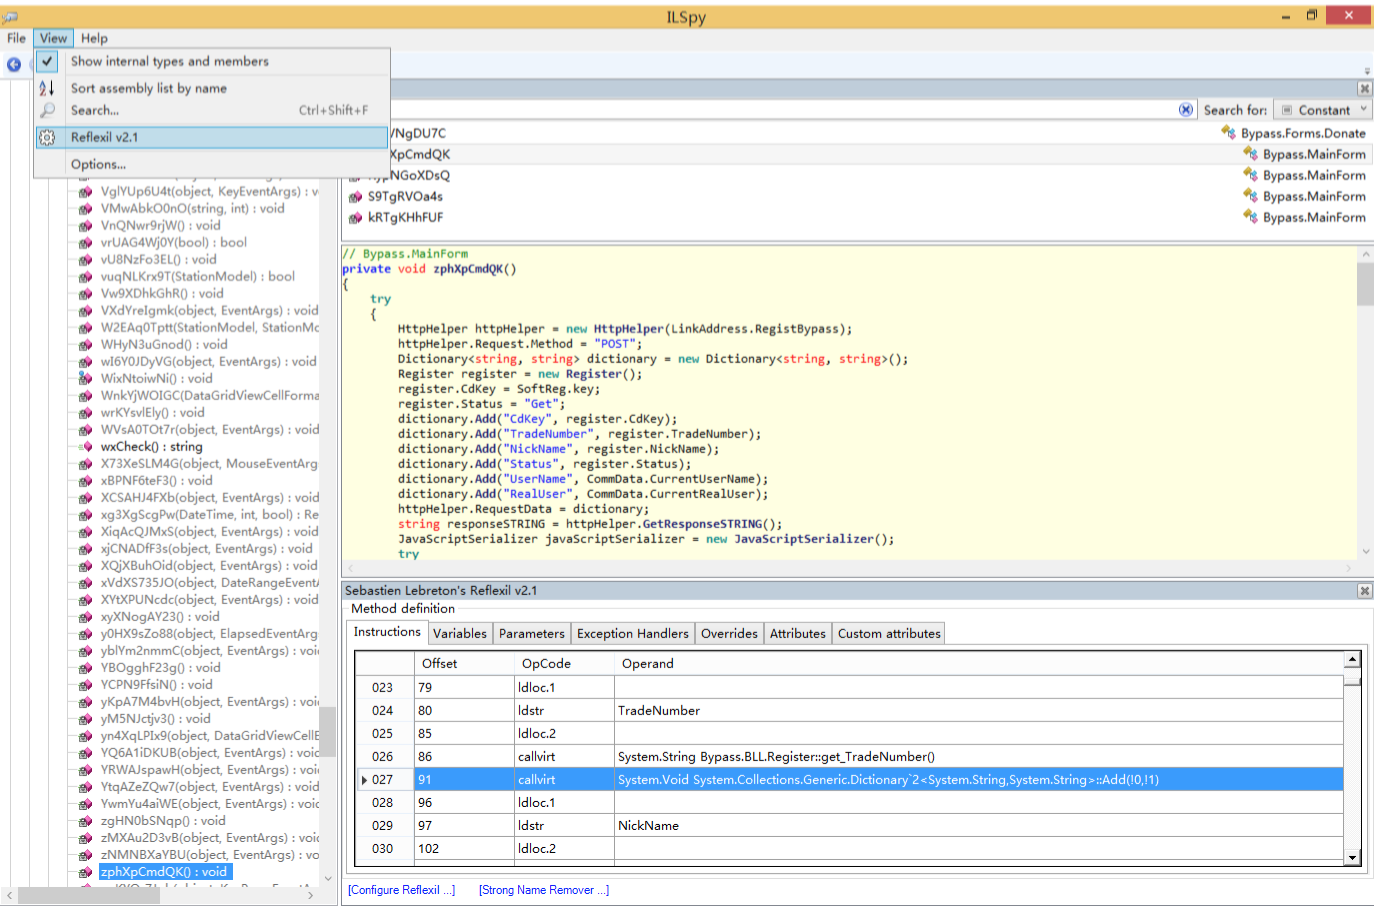 ILSpy
File View Help
Show internal types and members
Sort assembly list by name
Search... Ctrl+Shift+F
Reflexil v2.1
Options...
Search for: Constant
VNgDU7C Bypass.Forms.Donate
XpCmdQK Bypass.MainForm
NGoXDsQ Bypass.MainForm
S9TgRVOa4s Bypass.MainForm
kRTgKHhFUF Bypass.MainForm
VglYUp6U4t(object, KeyEventArgs) : v
VMwAbkO0nO(string, int) : void
VnQNwr9rjW() : void
vrUAG4Wj0Y(bool) : bool
vU8NzFo3EL() : void
vuqNLKrx9T(StationModel) : bool
Vw9XDhkGhR() : void
VXdYreIgmk(object, EventArgs) : void
W2EAq0Tptt(StationModel, StationMo
WHyN3uGnod() : void
wI6Y0JDyVG(object, EventArgs) : void
WixNtoiwNi() : void
WnkYjWOIGC(DataGridViewCellForma
wrKYsvlEly() : void
WVsA0TOt7r(object, EventArgs) : void
wxCheck() : string
X73XeSLM4G(object, MouseEventArg
xBPNF6teF3() : void
XCSAHJ4FXb(object, EventArgs) : void
xg3XgScgPw(DateTime, int, bool) : Re
XiqAcQJMxS(object, EventArgs) : void
xjCNADfF3s(object, EventArgs) : void
XQjXBuhOid(object, EventArgs) : void
xVdXS735JO(object, DateRangeEventA
XYtXPUNcdc(object, EventArgs) : void
xyXNogAY23() : void
y0HX9sZo88(object, ElapsedEventArg
yblYm2nmmC(object, EventArgs) : vo
YBOgghF23g() : void
YCPN9FfsiN() : void
yKpA7M4bvH(object, EventArgs) : voi
yM5NJctjv3() : void
yn4XqLPIx9(object, DataGridViewCellE
YQ6A1iDKUB(object, EventArgs) : voi
YRWAJspawH(object, EventArgs) : voi
YtqAZeZQw7(object, EventArgs) : voi
YwmYu4aiWE(object, EventArgs) : voi
zgHN0bSNqp() : void
zMXAu2D3vB(object, EventArgs) : voi
zNMNBXaYBU(object, EventArgs) : vo
zphXpCmdQK() : void
// Bypass.MainForm
private void zphXpCmdQK()
{
try
{
HttpHelper httpHelper = new HttpHelper(LinkAddress.RegistBypass);
httpHelper.Request.Method = "POST";
Dictionary<string, string> dictionary = new Dictionary<string, string>();
Register register = new Register();
register.CdKey = SoftReg.key;
register.Status = "Get";
dictionary.Add("CdKey", register.CdKey);
dictionary.Add("TradeNumber", register.TradeNumber);
dictionary.Add("NickName", register.NickName);
dictionary.Add("Status", register.Status);
dictionary.Add("UserName", CommData.CurrentUserName);
dictionary.Add("RealUser", CommData.CurrentRealUser);
httpHelper.RequestData = dictionary;
string responseSTRING = httpHelper.GetResponseSTRING();
JavaScriptSerializer javaScriptSerializer = new JavaScriptSerializer();
try
Sebastien Lebreton's Reflexil v2.1
Method definition
Instructions Variables Parameters Exception Handlers Overrides Attributes Custom attributes
Offset OpCode Operand
023 79 ldloc.1
024 80 ldstr TradeNumber
025 85 ldloc.2
026 86 callvirt System.String Bypass.BLL.Register::get_TradeNumber()
027 91 callvirt System.Void System.Collections.Generic.Dictionary`2<System.String,System.String>::Add(!0,!1)
028 96 ldloc.1
029 97 ldstr NickName
030 102 ldloc.2
[Configure Reflexil ...] [Strong Name Remover ...]